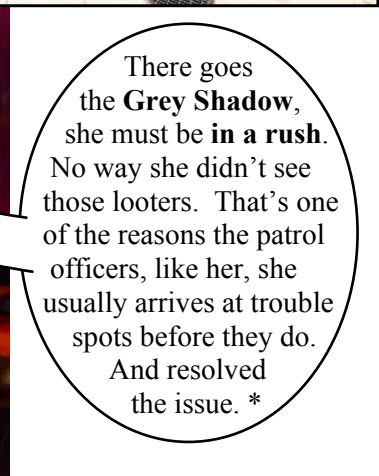 There goes
the Grey Shadow,
she must be in a rush.
No way she didn’t see
those looters.  That’s one
of the reasons the patrol
officers, like her, she
usually arrives at trouble
spots before they do.
And resolved
the issue. *